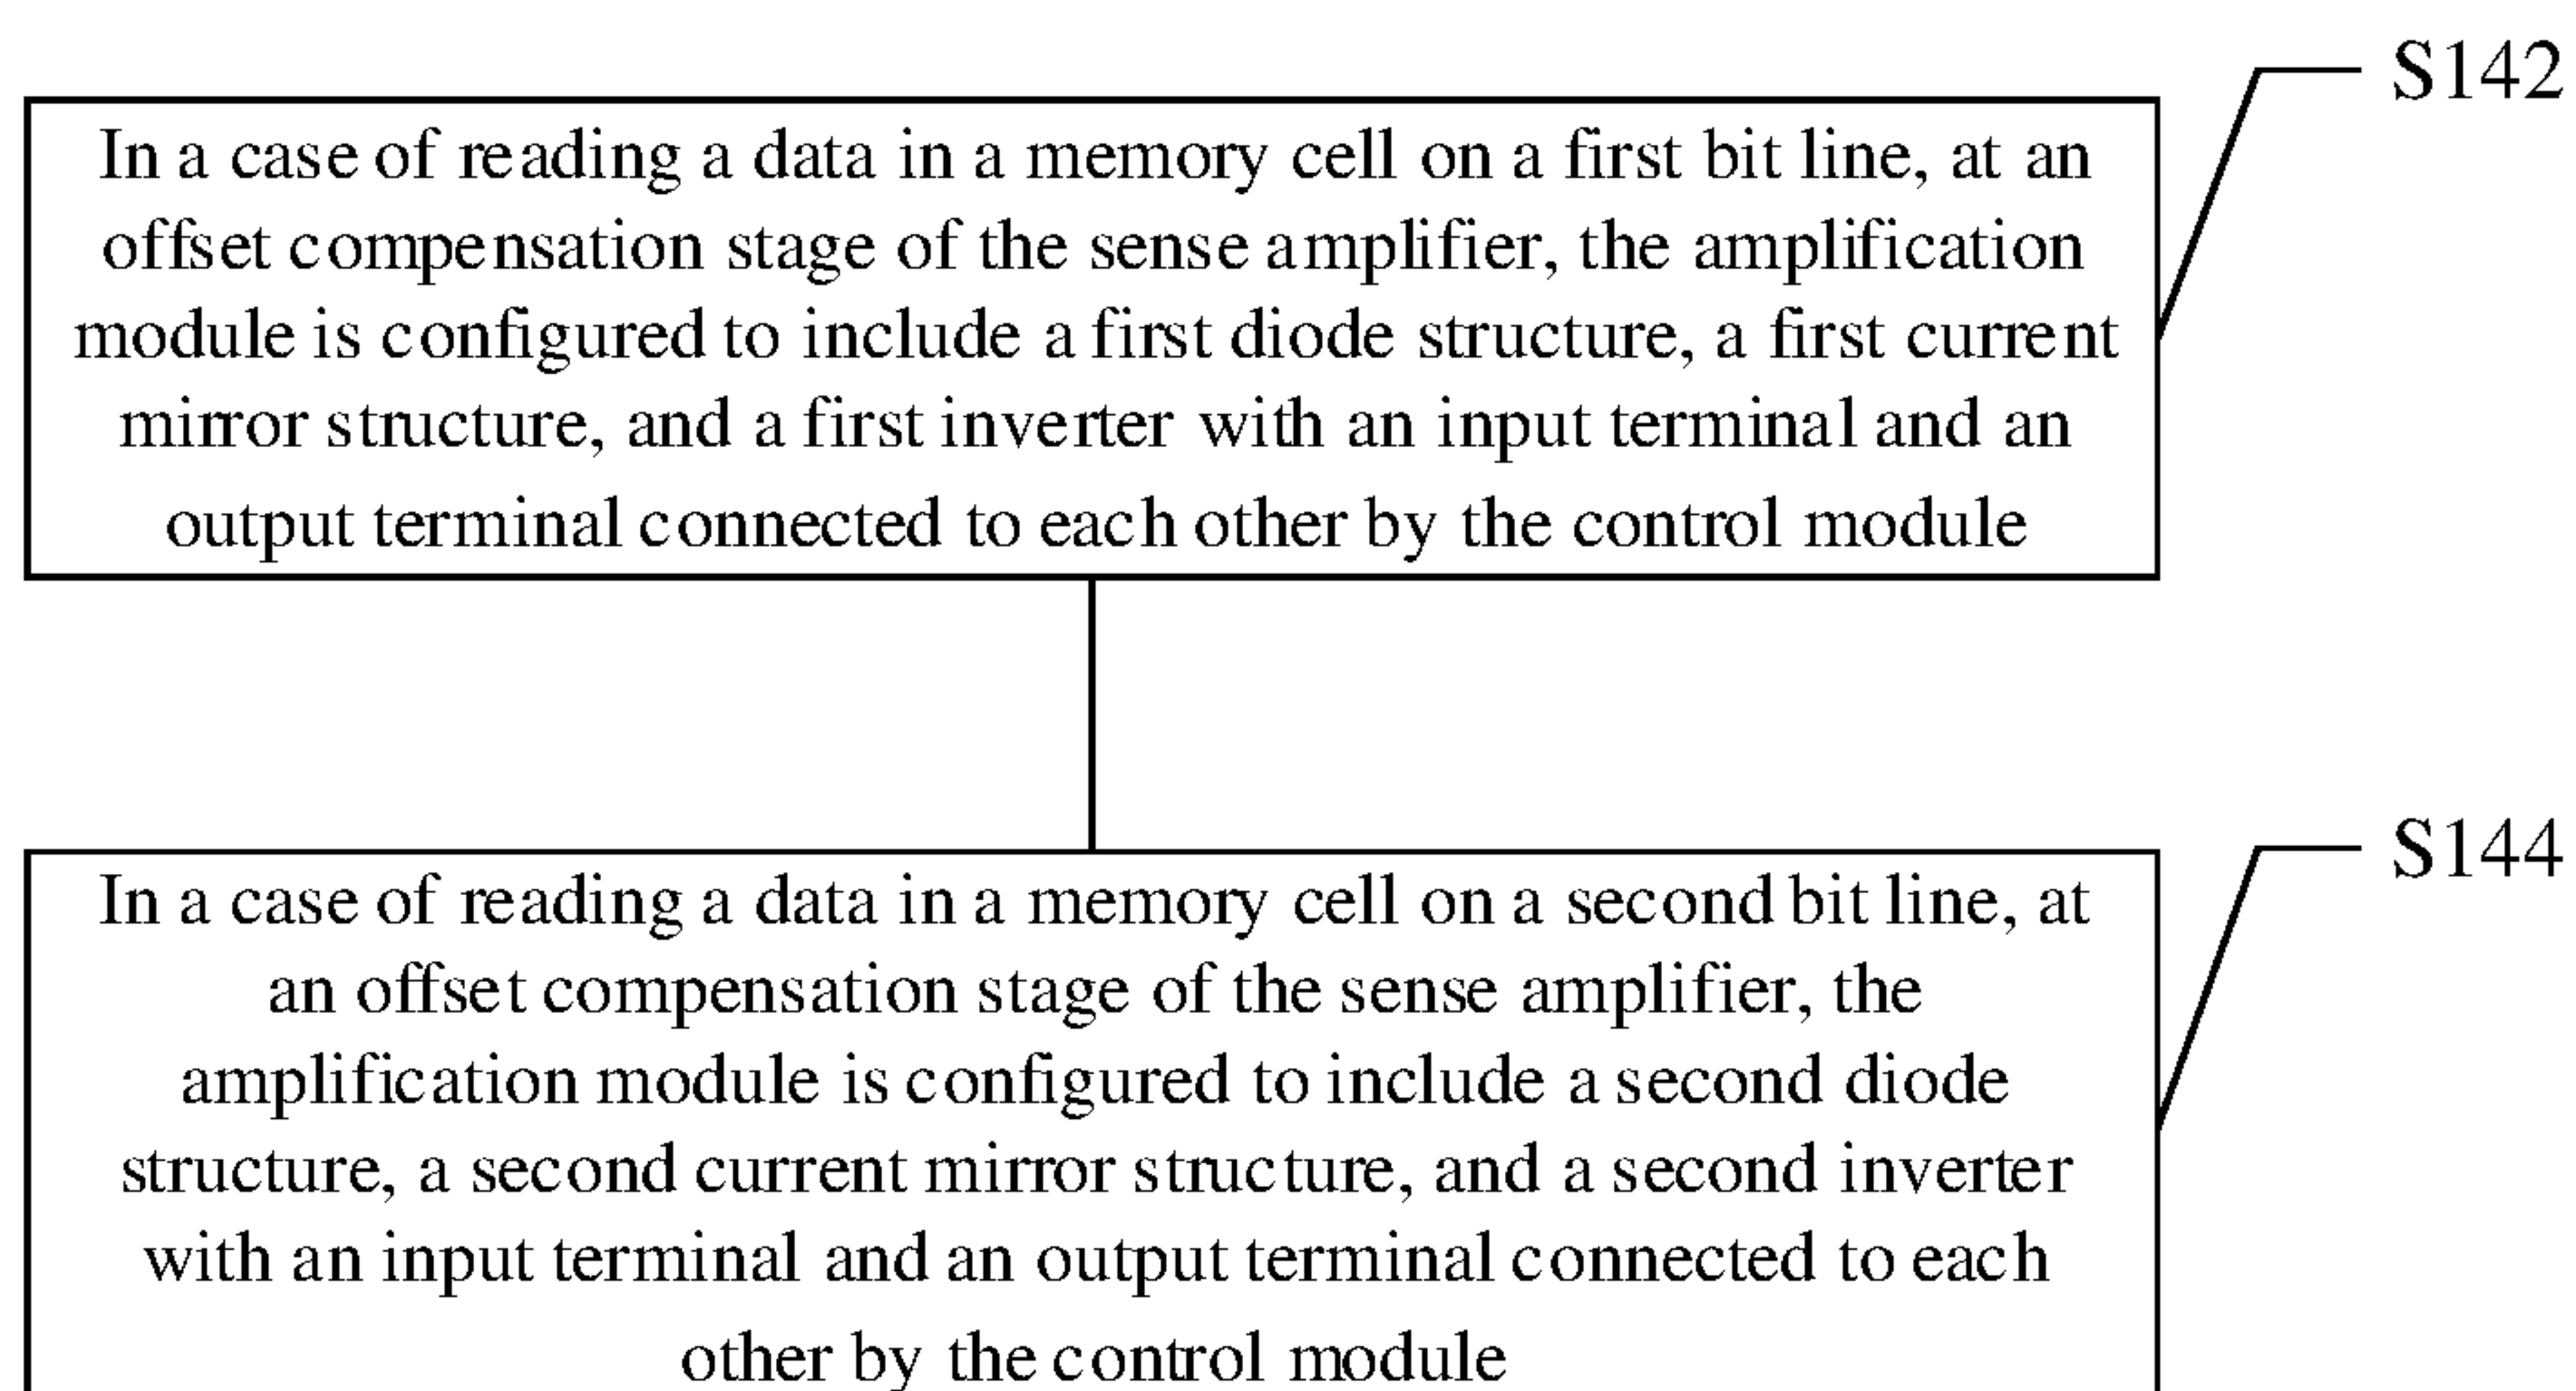 S142
In a case of reading a data in a memory cell on a first bit line, at an
offset compensation stage of the sense amplifier, the amplification
module is configured to include a first diode structure, a first current
mirror structure, and a first inverter with an input terminal and an
output terminal connected to each other by the control module
S144
In a case of reading a data in a memory cell on a second bit line, at
an offset compensation stage of the sense amplifier, the
amplification module is configured to include a second diode
structure, a second current mirror structure, and a second inverter
with an input terminal and an output terminal connected to each
other by the control module